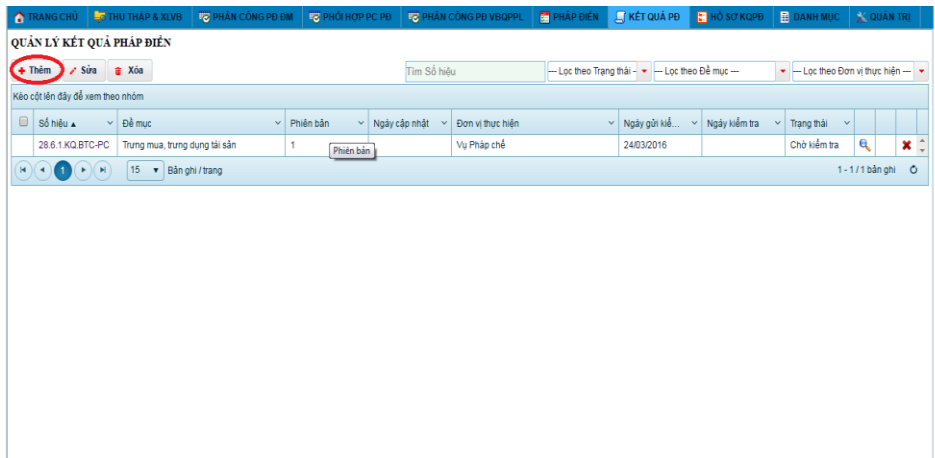 TRANG CHỦ THU THẬP & XLVB PHÂN CÔNG PĐ ĐM PHỐI HỢP PC PĐ PHÂN CÔNG PĐ VBQPPL PHÁP ĐIỂN KẾT QUẢ PĐ HỒ SƠ KQPĐ DANH MỤC QUẢN TRỊ
QUẢN LÝ KẾT QUẢ PHÁP ĐIỂN
Thêm Sửa Xóa Tìm Số hiệu --- Lọc theo Trạng thái - --- Lọc theo Đề mục --- --- Lọc theo Đơn vị thực hiện ---
Kéo cột lên đây để xem theo nhóm
Số hiệu Đề mục Phiên bản Ngày cập nhật Đơn vị thực hiện Ngày gửi kiể... Ngày kiểm tra Trạng thái
28.6.1.KQ.BTC-PC Trưng mua, trưng dụng tài sản 1 Vụ Pháp chế 24/03/2016 Chờ kiểm tra
Phiên bản
1 15 Bản ghi / trang 1 - 1 / 1 bản ghi